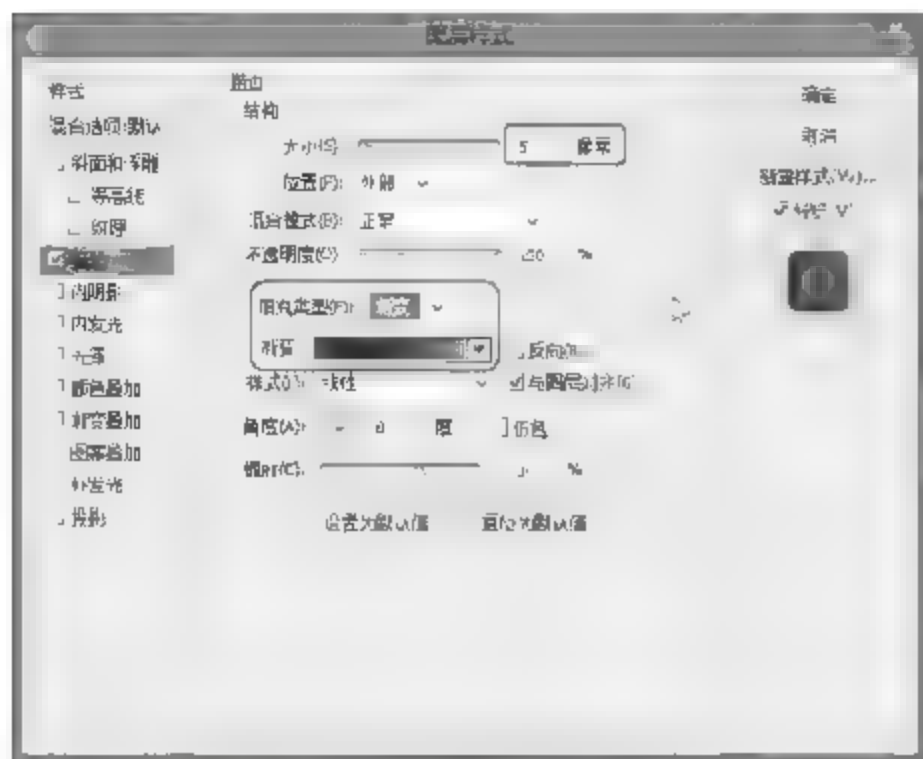 图层样式
样式
混合选项:默认
斜面和浮雕
等高线
纹理
内阴影
内发光
光泽
颜色叠加
渐变叠加
图案叠加
外发光
投影
描边
结构
大小(S): 5 像素
位置(P): 外部
混合模式(B): 正常
不透明度(O): %
填充类型(F): 渐变
渐变
样式(L): 线性 与图层对齐(G)
角度(A): 0 度 仿色
缩放(C): %
设置为默认值 复位为默认值
确定
取消
新建样式(W)...